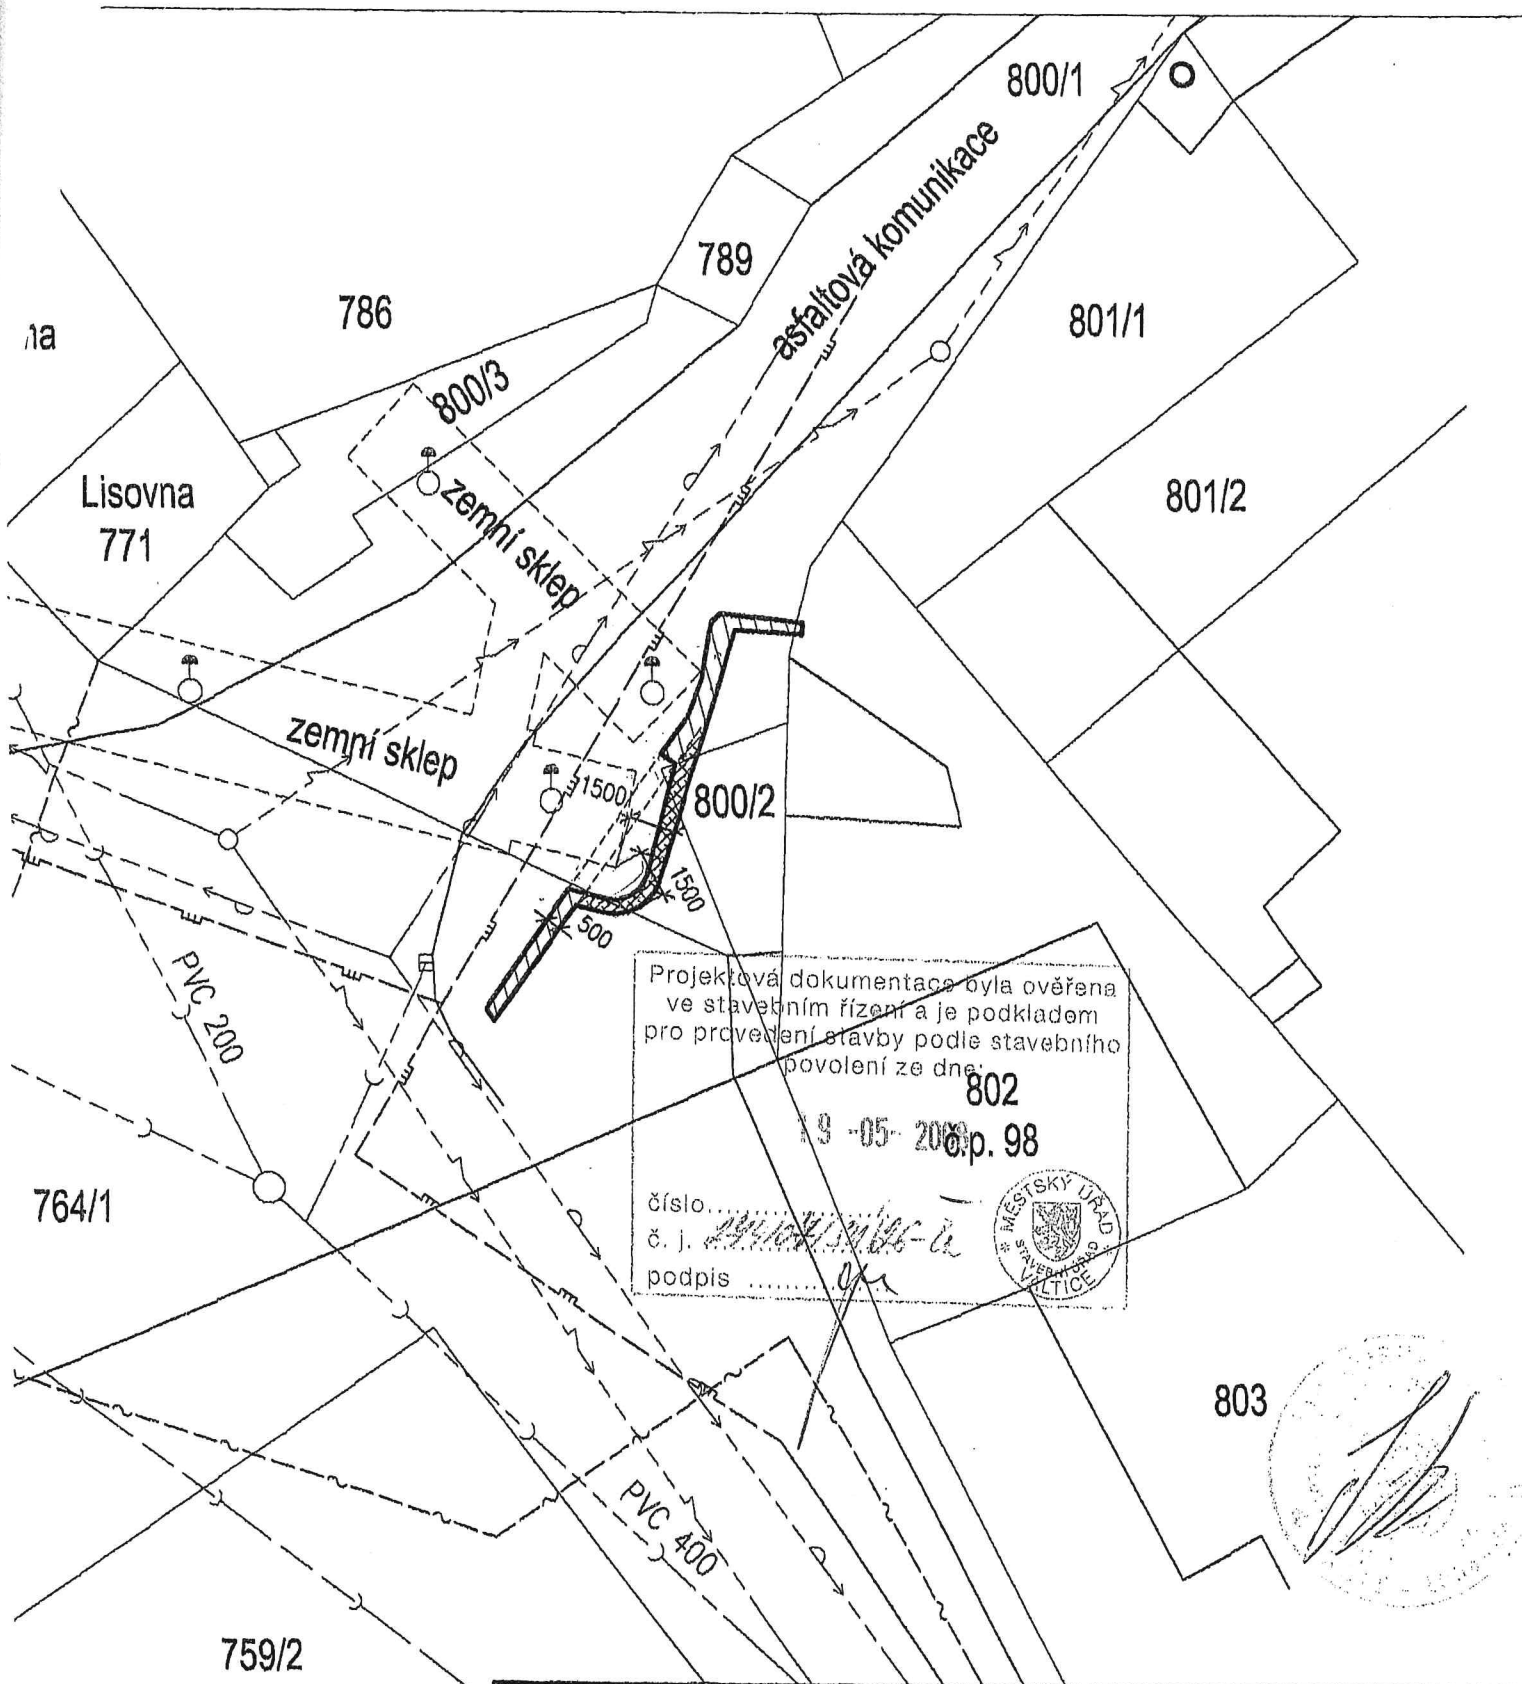 800/1
asfaltová komunikace
789
786
801/1
800/3
Lisovna
771
zemní sklep
801/2
zemní sklep
1500
800/2
1500
500
PVC 200
Projektová dokumentace byla ověřena
ve stavebním řízení a je podkladem
pro provedení stavby podle stavebního
povolení ze dne:
802
19 -05-
č.p. 98
764/1
číslo
č. j.
podpis
MĚSTSKÝ ÚŘAD
STAVEBNÍ ÚŘAD
VALTICE
803
PVC 400
759/2